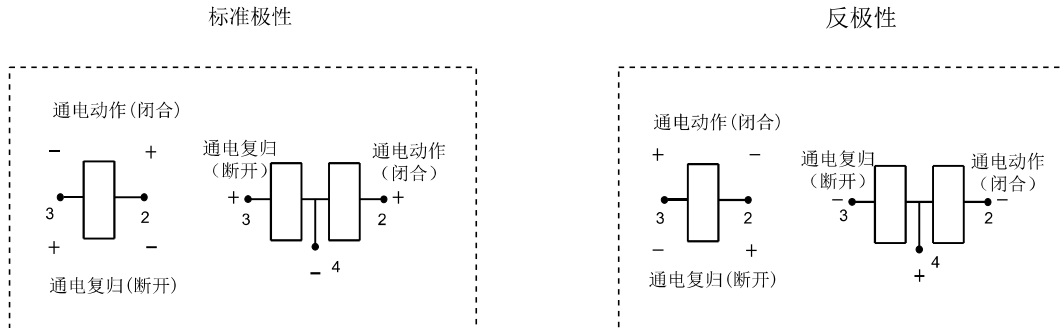 标准极性
通电动作(闭合)
− +
3 2
+ −
通电复归(断开)
通电复归
(断开)
通电动作
(闭合)
+ +
3 2
− 4
反极性
通电动作(闭合)
+ −
3 2
− +
通电复归(断开)
通电复归
(断开)
通电动作
(闭合)
− −
3 2
4
+